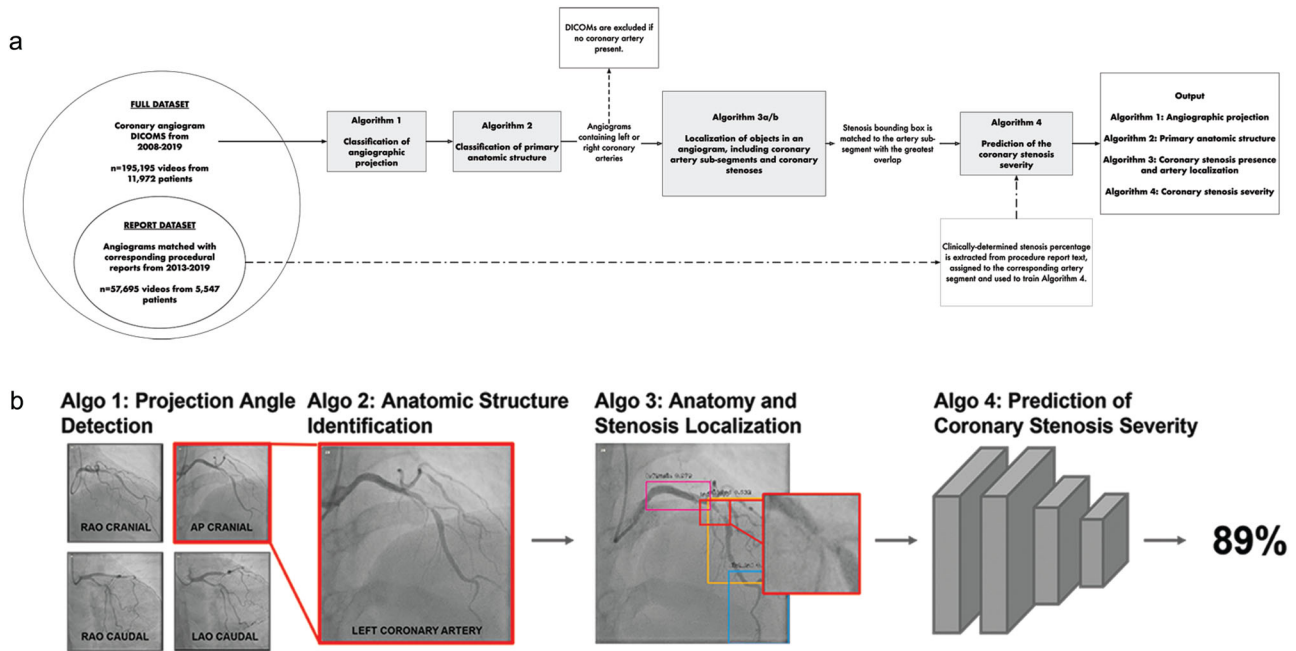 a
FULL DATASET
Coronary angiogram
DICOMS from
2008-2019
n=195,195 videos from
11,972 patients
REPORT DATASET
Angiograms matched with
corresponding procedural
reports from 2013-2019
n=57,695 videos from 5,547
patients
Algorithm 1
Classification of
angiographic
projection
Algorithm 2
Classification of primary
anatomic structure
DICOMs are excluded if
no coronary artery
present.
Angiograms
containing left or
right coronary
arteries
Algorithm 3a/b
Localization of objects in an
angiogram, including coronary
artery sub-segments and coronary
stenoses
Stenosis bounding box is
matched to the artery sub-
segment with the greatest
overlap
Algorithm 4
Prediction of the
coronary stenosis
severity
Clinically-determined stenosis percentage
is extracted from procedure report text,
assigned to the corresponding artery
segment and used to train Algorithm 4.
Output
Algorithm 1: Angiographic projection
Algorithm 2: Primary anatomic structure
Algorithm 3: Coronary stenosis presence
and artery localization
Algorithm 4: Coronary stenosis severity
b
Algo 1: Projection Angle
Detection
RAO CRANIAL
AP CRANIAL
RAO CAUDAL
LAO CAUDAL
Algo 2: Anatomic Structure
Identification
LEFT CORONARY ARTERY
Algo 3: Anatomy and
Stenosis Localization
Algo 4: Prediction of
Coronary Stenosis Severity
89%